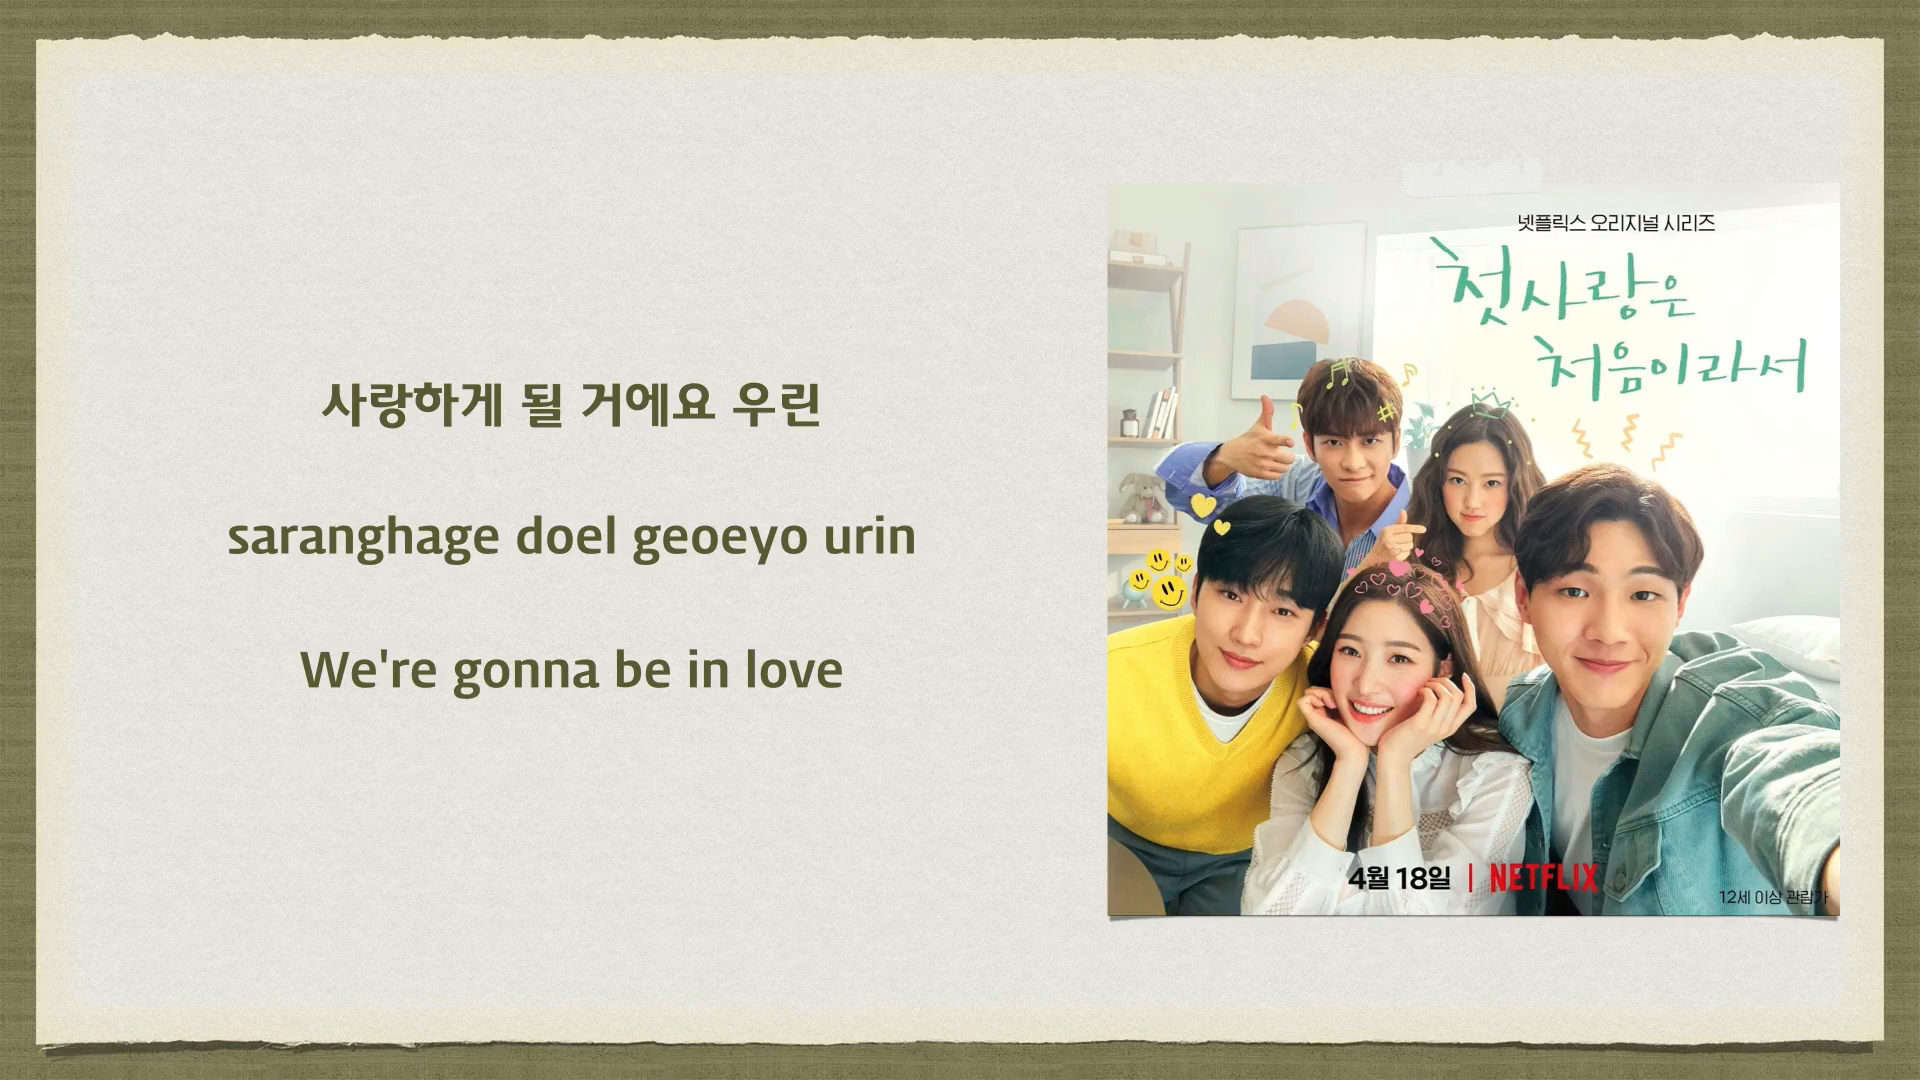 사랑하게 될 거에요 우린
saranghage doel geoeyo urin
We're gonna be in love
넷플릭스 오리지널 시리즈
첫사랑은
처음이라서
4월 18일 | NETFLIX
12세 이상 관람가